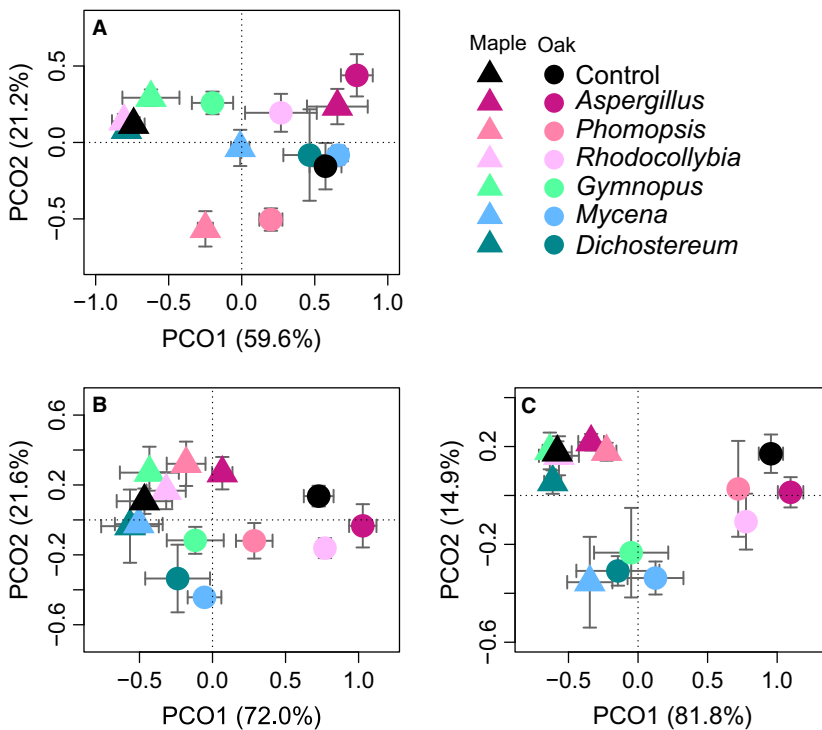 A
PCO2 (21.2%)
0.5
0.0
−0.5
−1.0 −0.5 0.0 0.5 1.0
PCO1 (59.6%)
Maple Oak
Control
Aspergillus
Phomopsis
Rhodocollybia
Gymnopus
Mycena
Dichostereum
B
PCO2 (21.6%)
0.6
0.2
−0.2
−0.6
−0.5 0.0 0.5 1.0
PCO1 (72.0%)
C
PCO2 (14.9%)
0.2
−0.2
−0.6
−0.5 0.0 0.5 1.0
PCO1 (81.8%)